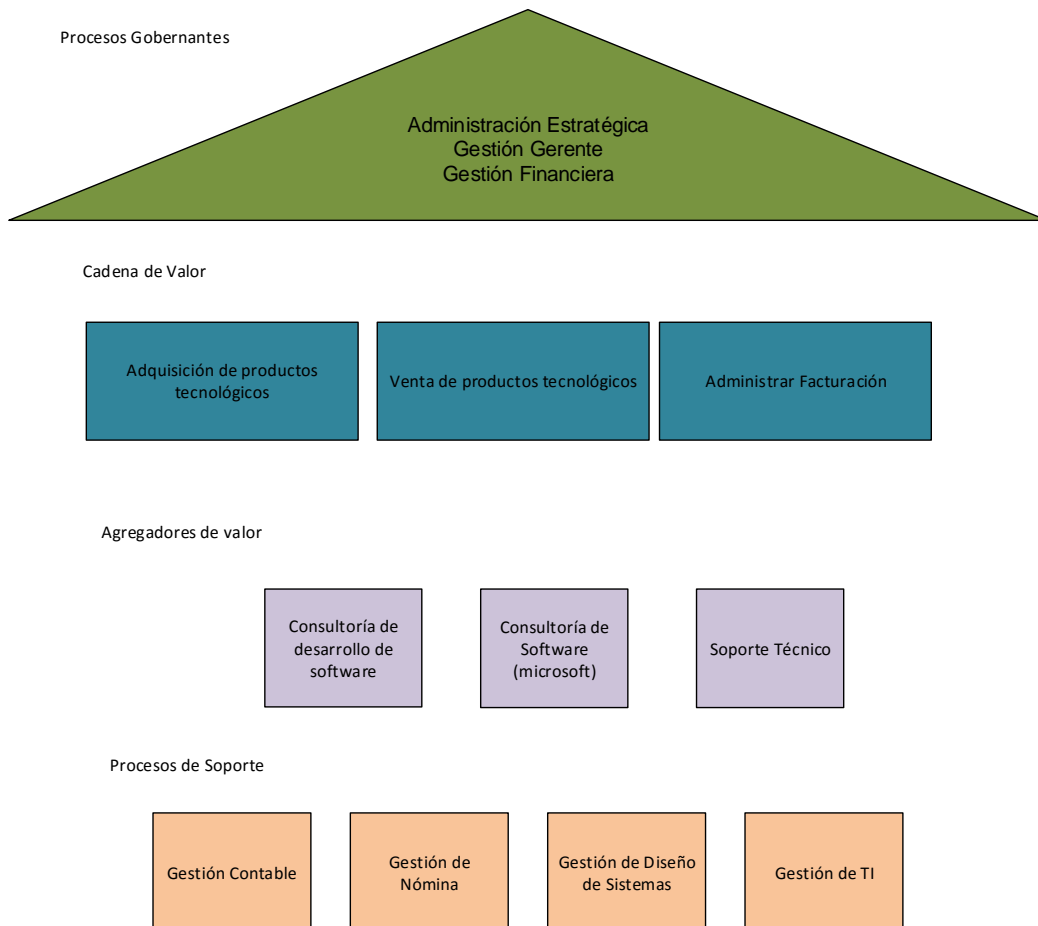 Procesos Gobernantes
Administración Estratégica
Gestión Gerente
Gestión Financiera
Cadena de Valor
Adquisición de productos
tecnológicos
Venta de productos tecnológicos
Administrar Facturación
Agregadores de valor
Consultoría de
desarrollo de
software
Consultoría de
Software
(microsoft)
Soporte Técnico
Procesos de Soporte
Gestión Contable
Gestión de
Nómina
Gestión de Diseño
de Sistemas
Gestión de TI